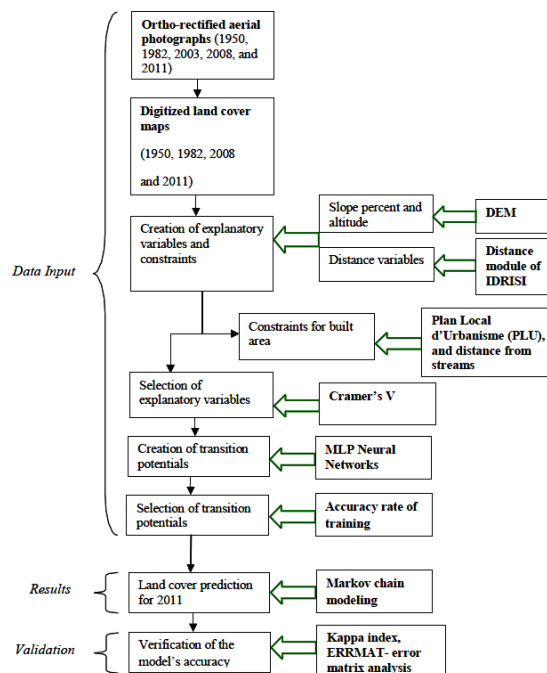 Ortho-rectified aerial
photographs (1950,
1982, 2003, 2008, and
2011)
Digitized land cover
maps
(1950, 1982, 2008
and 2011)
Data Input
Creation of explanatory
variables and
constraints
Slope percent and
altitude
DEM
Distance variables
Distance
module of
IDRISI
Constraints for built
area
Plan Local
d'Urbanisme (PLU),
and distance from
streams
Selection of
explanatory variables
Cramer's V
Creation of transition
potentials
MLP Neural
Networks
Selection of transition
potentials
Accuracy rate of
training
Results
Land cover prediction
for 2011
Markov chain
modeling
Validation
Verification of the
model's accuracy
Kappa index,
ERRMAT- error
matrix analysis